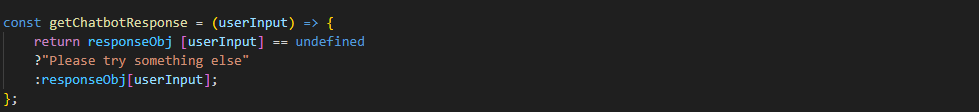 const getChatbotResponse = (userInput) => {
    return responseObj [userInput] == undefined
    ?"Please try something else"
    :responseObj[userInput];
};